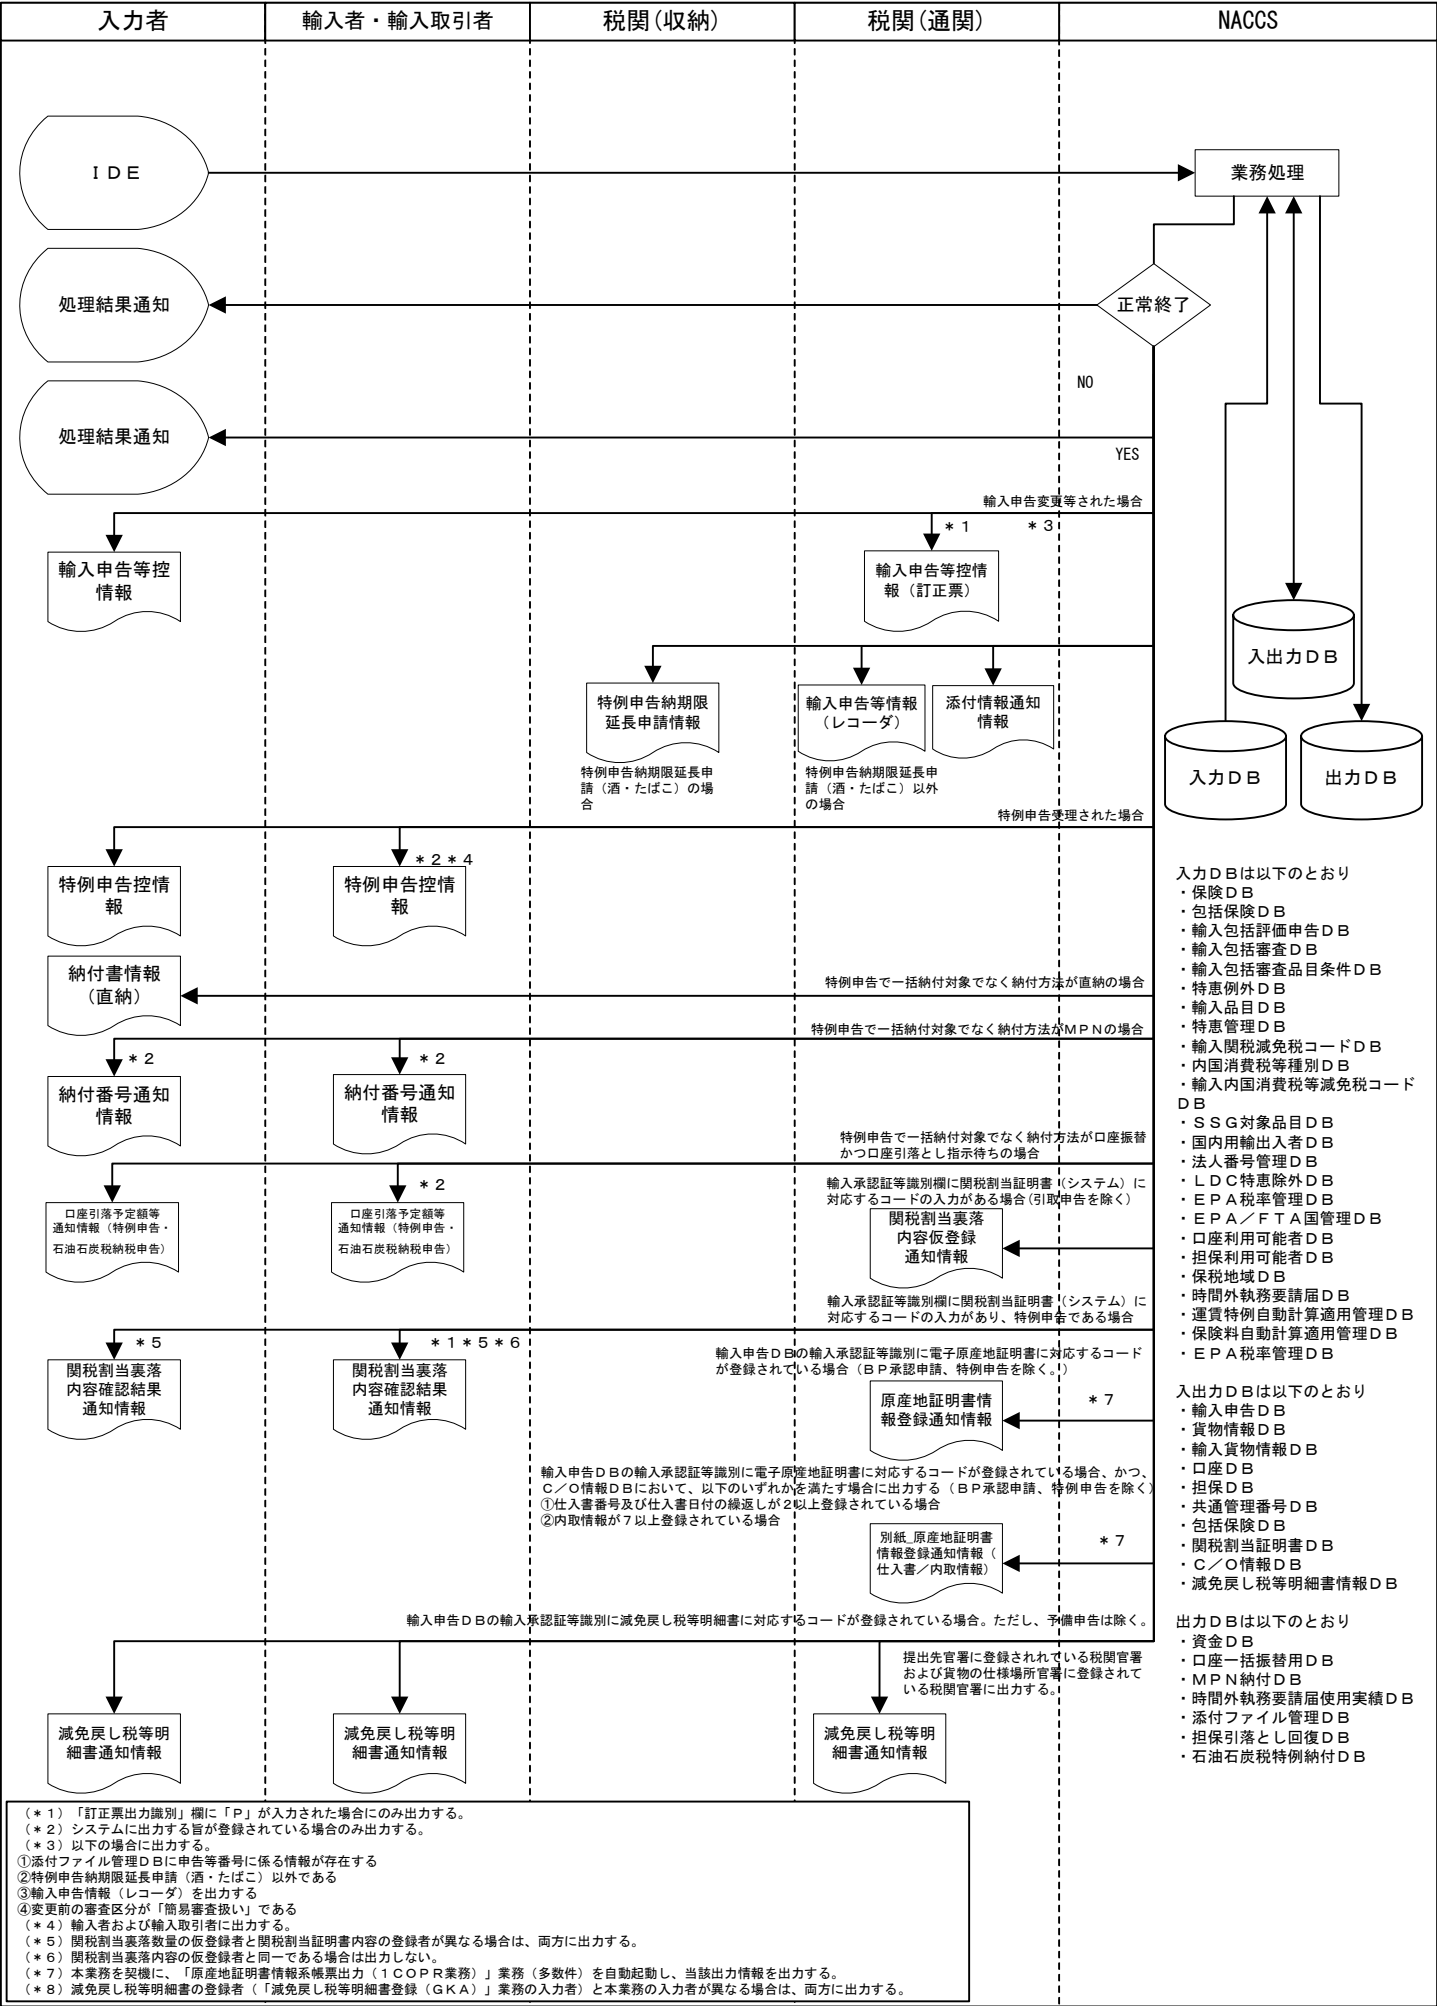 入力者
輸入者・輸入取引者
税関(収納)
税関(通関)
NACCS
ＩＤＥ
業務処理
処理結果通知
正常終了
NO
処理結果通知
YES
輸入申告変更等された場合
＊１
＊３
輸入申告等控
情報
輸入申告等控情
報（訂正票）
入出力ＤＢ
特例申告納期限
延長申請情報
輸入申告等情報
（レコーダ）
添付情報通知
情報
入力ＤＢ
出力ＤＢ
特例申告納期限延長申
請（酒・たばこ）の場
合
特例申告納期限延長申
請（酒・たばこ）以外
の場合
特例申告受理された場合
＊２＊４
特例申告控情
報
特例申告控情
報
納付書情報
（直納）
特例申告で一括納付対象でなく納付方法が直納の場合
特例申告で一括納付対象でなく納付方法がＭＰＮの場合
＊２
＊２
納付番号通知
情報
納付番号通知
情報
特例申告で一括納付対象でなく納付方法が口座振替
かつ口座引落とし指示待ちの場合
＊２
口座引落予定額等
通知情報（特例申告・
石油石炭税納税申告）
口座引落予定額等
通知情報（特例申告・
石油石炭税納税申告）
輸入承認証等識別欄に関税割当証明書（システム）に
対応するコードの入力がある場合(引取申告を除く)
関税割当裏落
内容仮登録
通知情報
輸入承認証等識別欄に関税割当証明書（システム）に
対応するコードの入力があり、特例申告である場合
＊５
＊１＊５＊６
関税割当裏落
内容確認結果
通知情報
関税割当裏落
内容確認結果
通知情報
輸入申告ＤＢの輸入承認証等識別に電子原産地証明書に対応するコード
が登録されている場合（ＢＰ承認申請、特例申告を除く。）
原産地証明書情
報登録通知情報
＊７
輸入申告ＤＢの輸入承認証等識別に電子原産地証明書に対応するコードが登録されている場合、かつ、
Ｃ／Ｏ情報ＤＢにおいて、以下のいずれかを満たす場合に出力する（ＢＰ承認申請、特例申告を除く）
①仕入書番号及び仕入書日付の繰返しが２以上登録されている場合
②内取情報が７以上登録されている場合
別紙_原産地証明書
情報登録通知情報（
仕入書／内取情報）
＊７
輸入申告ＤＢの輸入承認証等識別に減免戻し税等明細書に対応するコードが登録されている場合。ただし、予備申告は除く。
提出先官署に登録されれている税関官署
および貨物の仕様場所官署に登録されて
いる税関官署に出力する。
減免戻し税等明
細書通知情報
減免戻し税等明
細書通知情報
減免戻し税等明
細書通知情報
入力ＤＢは以下のとおり
・保険ＤＢ
・包括保険ＤＢ
・輸入包括評価申告ＤＢ
・輸入包括審査ＤＢ
・輸入包括審査品目条件ＤＢ
・特恵例外ＤＢ
・輸入品目ＤＢ
・特恵管理ＤＢ
・輸入関税減免税コードＤＢ
・内国消費税等種別ＤＢ
・輸入内国消費税等減免税コード
ＤＢ
・ＳＳＧ対象品目ＤＢ
・国内用輸出入者ＤＢ
・法人番号管理ＤＢ
・ＬＤＣ特恵除外ＤＢ
・ＥＰＡ税率管理ＤＢ
・ＥＰＡ／ＦＴＡ国管理ＤＢ
・口座利用可能者ＤＢ
・担保利用可能者ＤＢ
・保税地域ＤＢ
・時間外執務要請届ＤＢ
・運賃特例自動計算適用管理ＤＢ
・保険料自動計算適用管理ＤＢ
・ＥＰＡ税率管理ＤＢ
入出力ＤＢは以下のとおり
・輸入申告ＤＢ
・貨物情報ＤＢ
・輸入貨物情報ＤＢ
・口座ＤＢ
・担保ＤＢ
・共通管理番号ＤＢ
・包括保険ＤＢ
・関税割当証明書ＤＢ
・Ｃ／Ｏ情報ＤＢ
・減免戻し税等明細書情報ＤＢ
出力ＤＢは以下のとおり
・資金ＤＢ
・口座一括振替用ＤＢ
・ＭＰＮ納付ＤＢ
・時間外執務要請届使用実績ＤＢ
・添付ファイル管理ＤＢ
・担保引落とし回復ＤＢ
・石油石炭税特例納付ＤＢ
（＊１）「訂正票出力識別」欄に「Ｐ」が入力された場合にのみ出力する。
（＊２）システムに出力する旨が登録されている場合のみ出力する。
（＊３）以下の場合に出力する。
①添付ファイル管理ＤＢに申告等番号に係る情報が存在する
②特例申告納期限延長申請（酒・たばこ）以外である
③輸入申告情報（レコーダ）を出力する
④変更前の審査区分が「簡易審査扱い」である
（＊４）輸入者および輸入取引者に出力する。
（＊５）関税割当裏落数量の仮登録者と関税割当証明書内容の登録者が異なる場合は、両方に出力する。
（＊６）関税割当裏落内容の仮登録者と同一である場合は出力しない。
（＊７）本業務を契機に、「原産地証明書情報系帳票出力（１ＣＯＰＲ業務）」業務（多数件）を自動起動し、当該出力情報を出力する。
（＊８）減免戻し税等明細書の登録者（「減免戻し税等明細書登録（ＧＫＡ）」業務の入力者）と本業務の入力者が異なる場合は、両方に出力する。